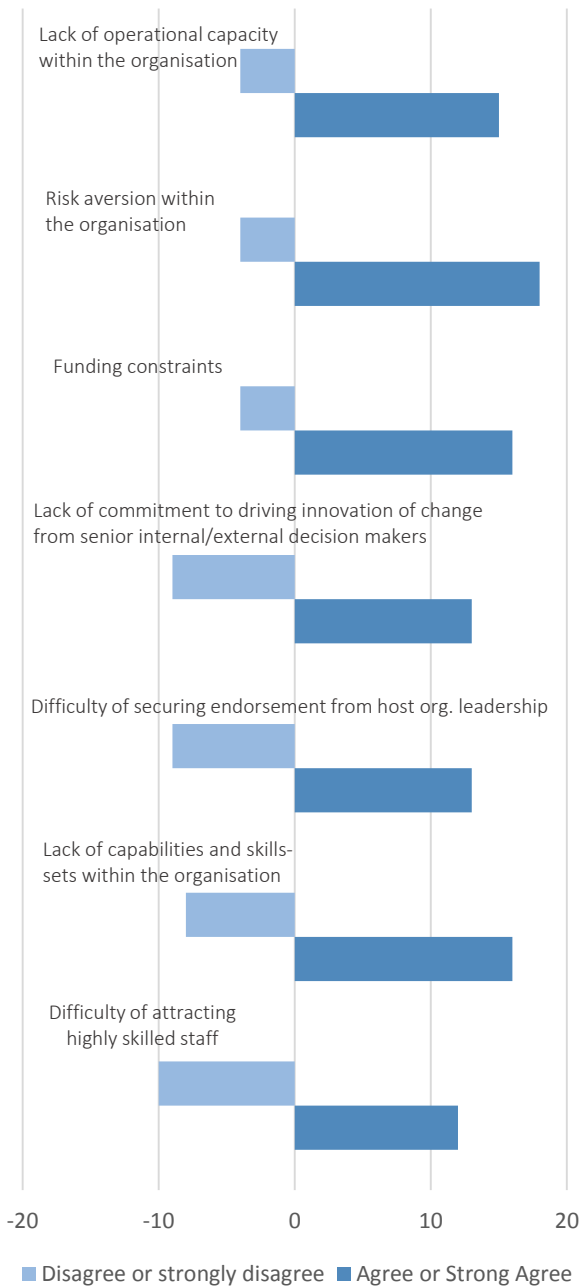 Lack of operational capacity
within the organisation
Risk aversion within
the organisation
Funding constraints
Lack of commitment to driving innovation of change
from senior internal/external decision makers
Difficulty of securing endorsement from host org. leadership
Lack of capabilities and skills-
sets within the organisation
Difficulty of attracting
highly skilled staff
-20 -10 0 10 20
Disagree or strongly disagree Agree or Strong Agree